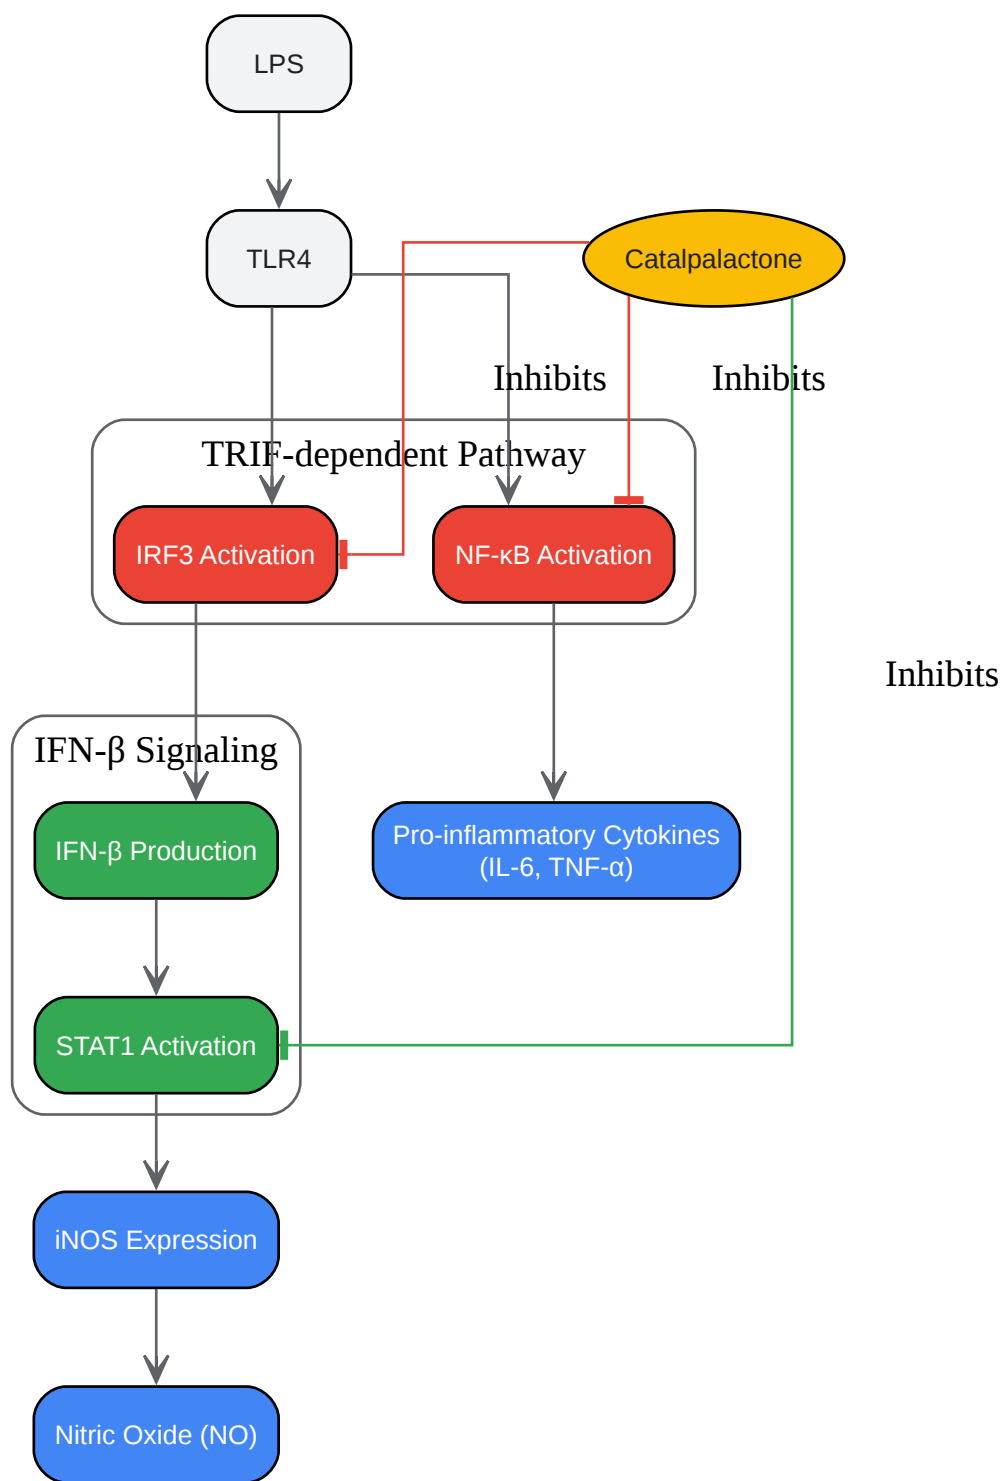 LPS
TLR4
Catalpalactone
Inhibits
Inhibits
TRIF-dependent Pathway
IRF3 Activation
NF-κB Activation
Inhibits
IFN-β Signaling
IFN-β Production
Pro-inflammatory Cytokines
(IL-6, TNF-α)
STAT1 Activation
iNOS Expression
Nitric Oxide (NO)